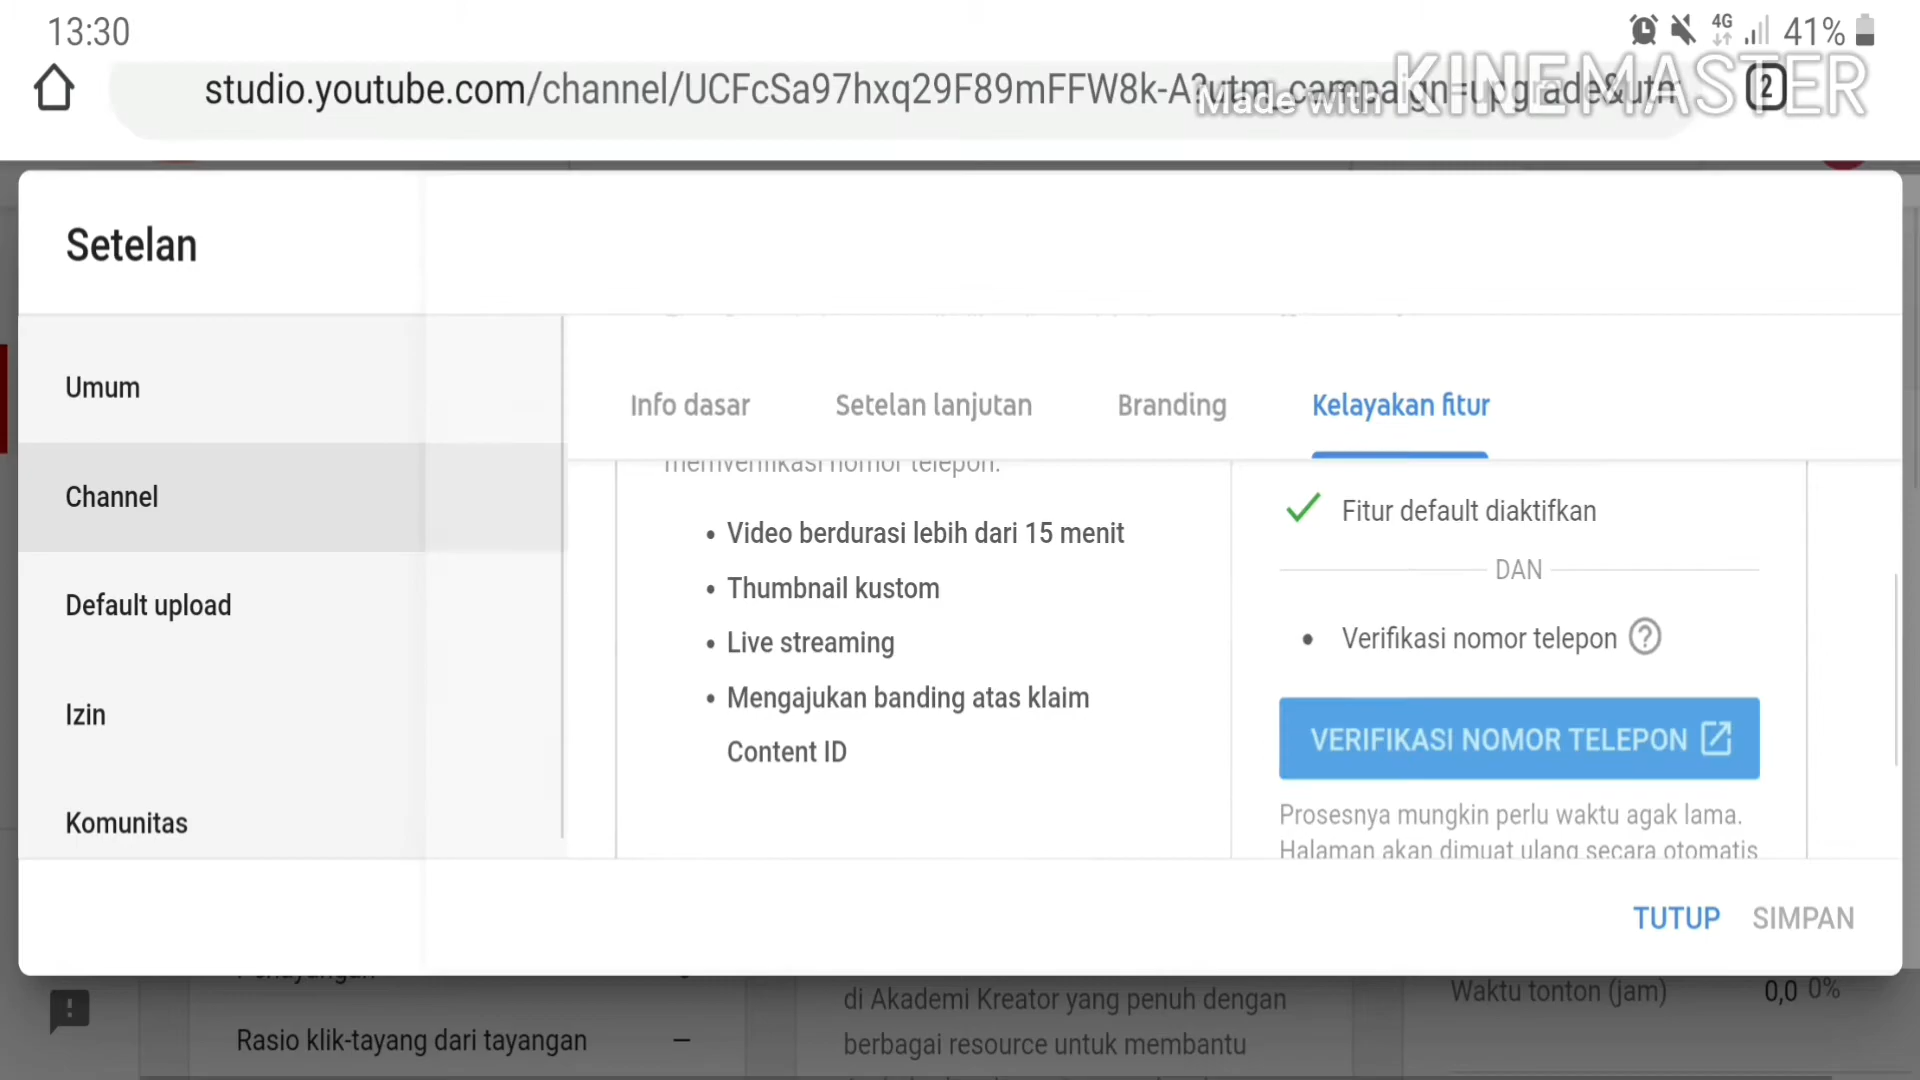 13:30
4G
41%
studio.youtube.com/channel/UCFcSa97hxq29F89mFFW8k-A?utm_campaign=upgrade&utm
2
Made with KINEMASTER
Setelan
Umum
Channel
Default upload
Izin
Komunitas
Info dasar
Setelan lanjutan
Branding
Kelayakan fitur
memverifikasi nomor telepon.
• Video berdurasi lebih dari 15 menit
• Thumbnail kustom
• Live streaming
• Mengajukan banding atas klaim
Content ID
Fitur default diaktifkan
DAN
• Verifikasi nomor telepon
VERIFIKASI NOMOR TELEPON
Prosesnya mungkin perlu waktu agak lama.
Halaman akan dimuat ulang secara otomatis
TUTUP
SIMPAN
Rasio klik-tayang dari tayangan
—
di Akademi Kreator yang penuh dengan
berbagai resource untuk membantu
Waktu tonton (jam)
0,0 0%